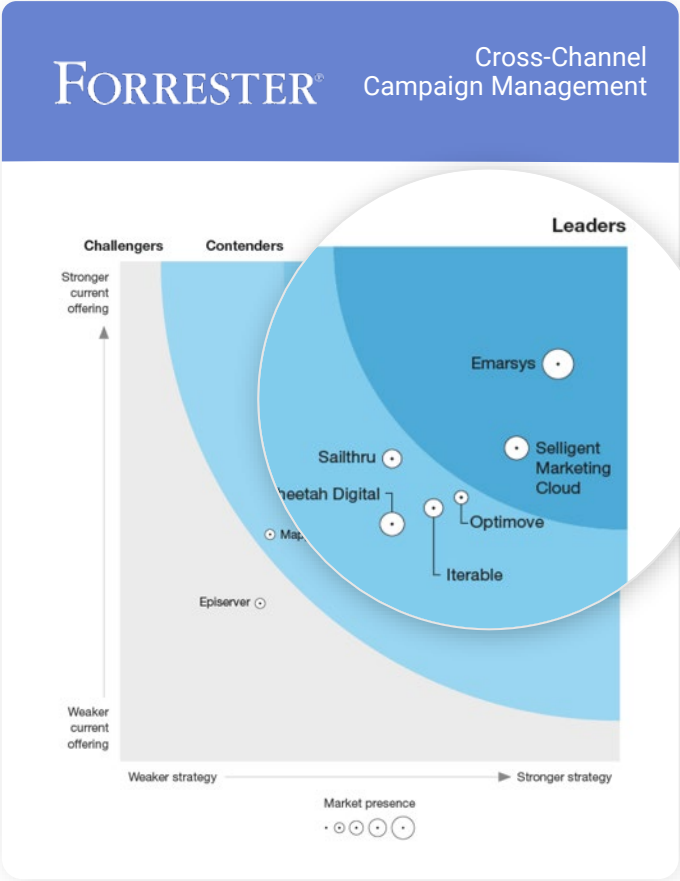 FORRESTER®
Cross-Channel
Campaign Management
Leaders
Challengers
Contenders
Stronger
current
offering
Emarsys
Sailthru
Selligent
Marketing
Cloud
heetah Digital
Optimove
Map
Iterable
Episerver
Weaker
current
offering
Weaker strategy
Stronger strategy
Market presence